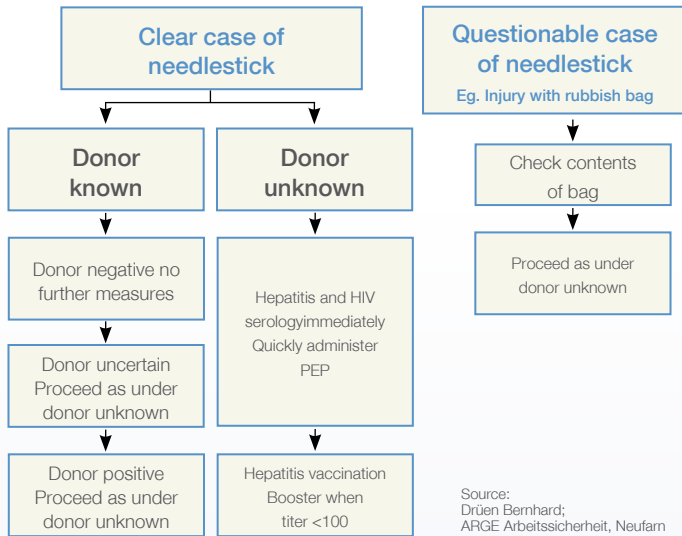 Clear case of
needlestick
Donor
known
Donor negative no
further measures
Donor uncertain
Proceed as under
donor unknown
Donor positive
Proceed as under
donor unknown
Donor
unknown
Hepatitis and HIV
serologyimmediately
Quickly administer
PEP
Hepatitis vaccination
Booster when
titer <100
Questionable case
of needlestick
Eg. Injury with rubbish bag
Check contents
of bag
Proceed as under
donor unknown
Source:
Drüen Bernhard;
ARGE Arbeitssicherheit, Neufarn